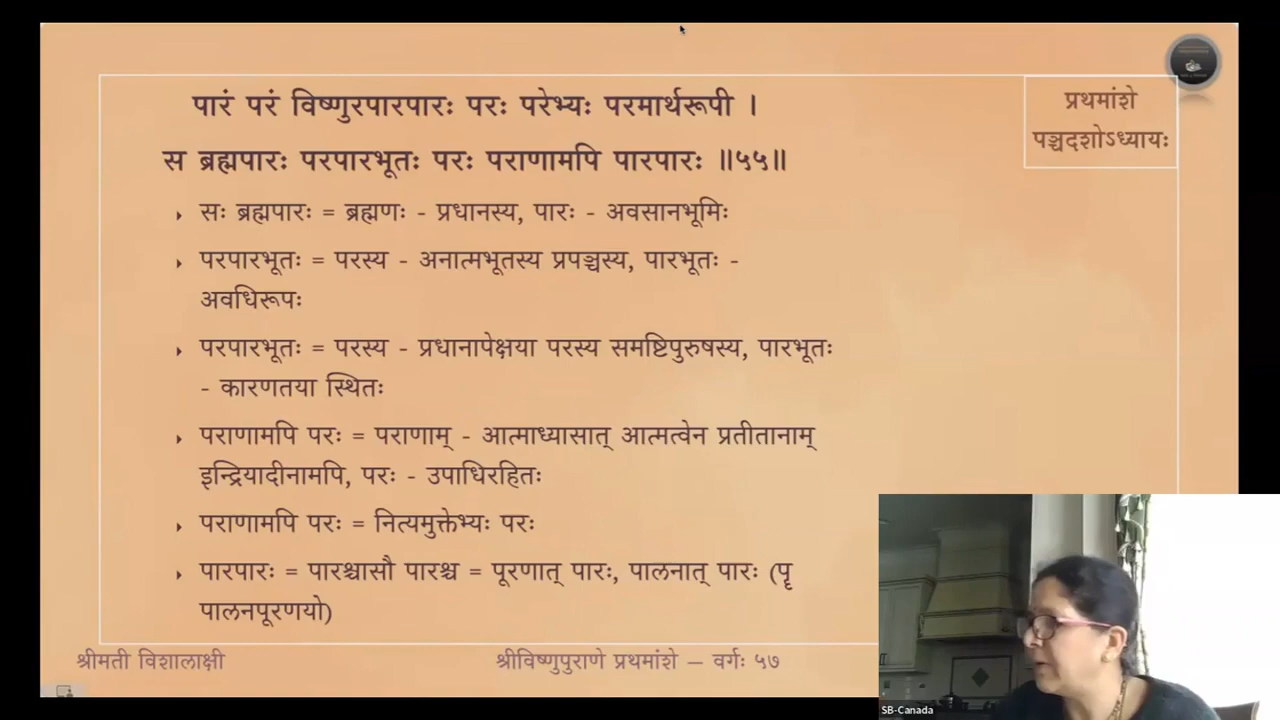 पारं परं विष्णुरपारपारः परः परेभ्यः परमार्थरूपी ।
स ब्रह्मपारः परपारभूतः परः पराणामपि पारपारः ॥५५॥
प्रथमांशे
पञ्चदशोऽध्यायः
सः ब्रह्मपारः = ब्रह्मणः - प्रधानस्य, पारः - अवसानभूमिः
परपारभूतः = परस्य - अनात्मभूतस्य प्रपञ्चस्य, पारभूतः -
अवधिरूपः
परपारभूतः = परस्य - प्रधानापेक्षया परस्य समष्टिपुरुषस्य, पारभूतः
- कारणतया स्थितः
पराणामपि परः = पराणाम् - आत्माध्यासात् आत्मत्वेन प्रतीतानाम्
इन्द्रियादीनामपि, परः - उपाधिरहितः
पराणामपि परः = नित्यमुक्तेभ्यः परः
पारपारः = पारश्चासौ पारश्च = पूरणात् पारः, पालनात् पारः (पॄ
पालनपूरणयो)
श्रीमती विशालाक्षी
श्रीविष्णुपुराणे प्रथमांशे – वर्गः ५७
SB-Canada